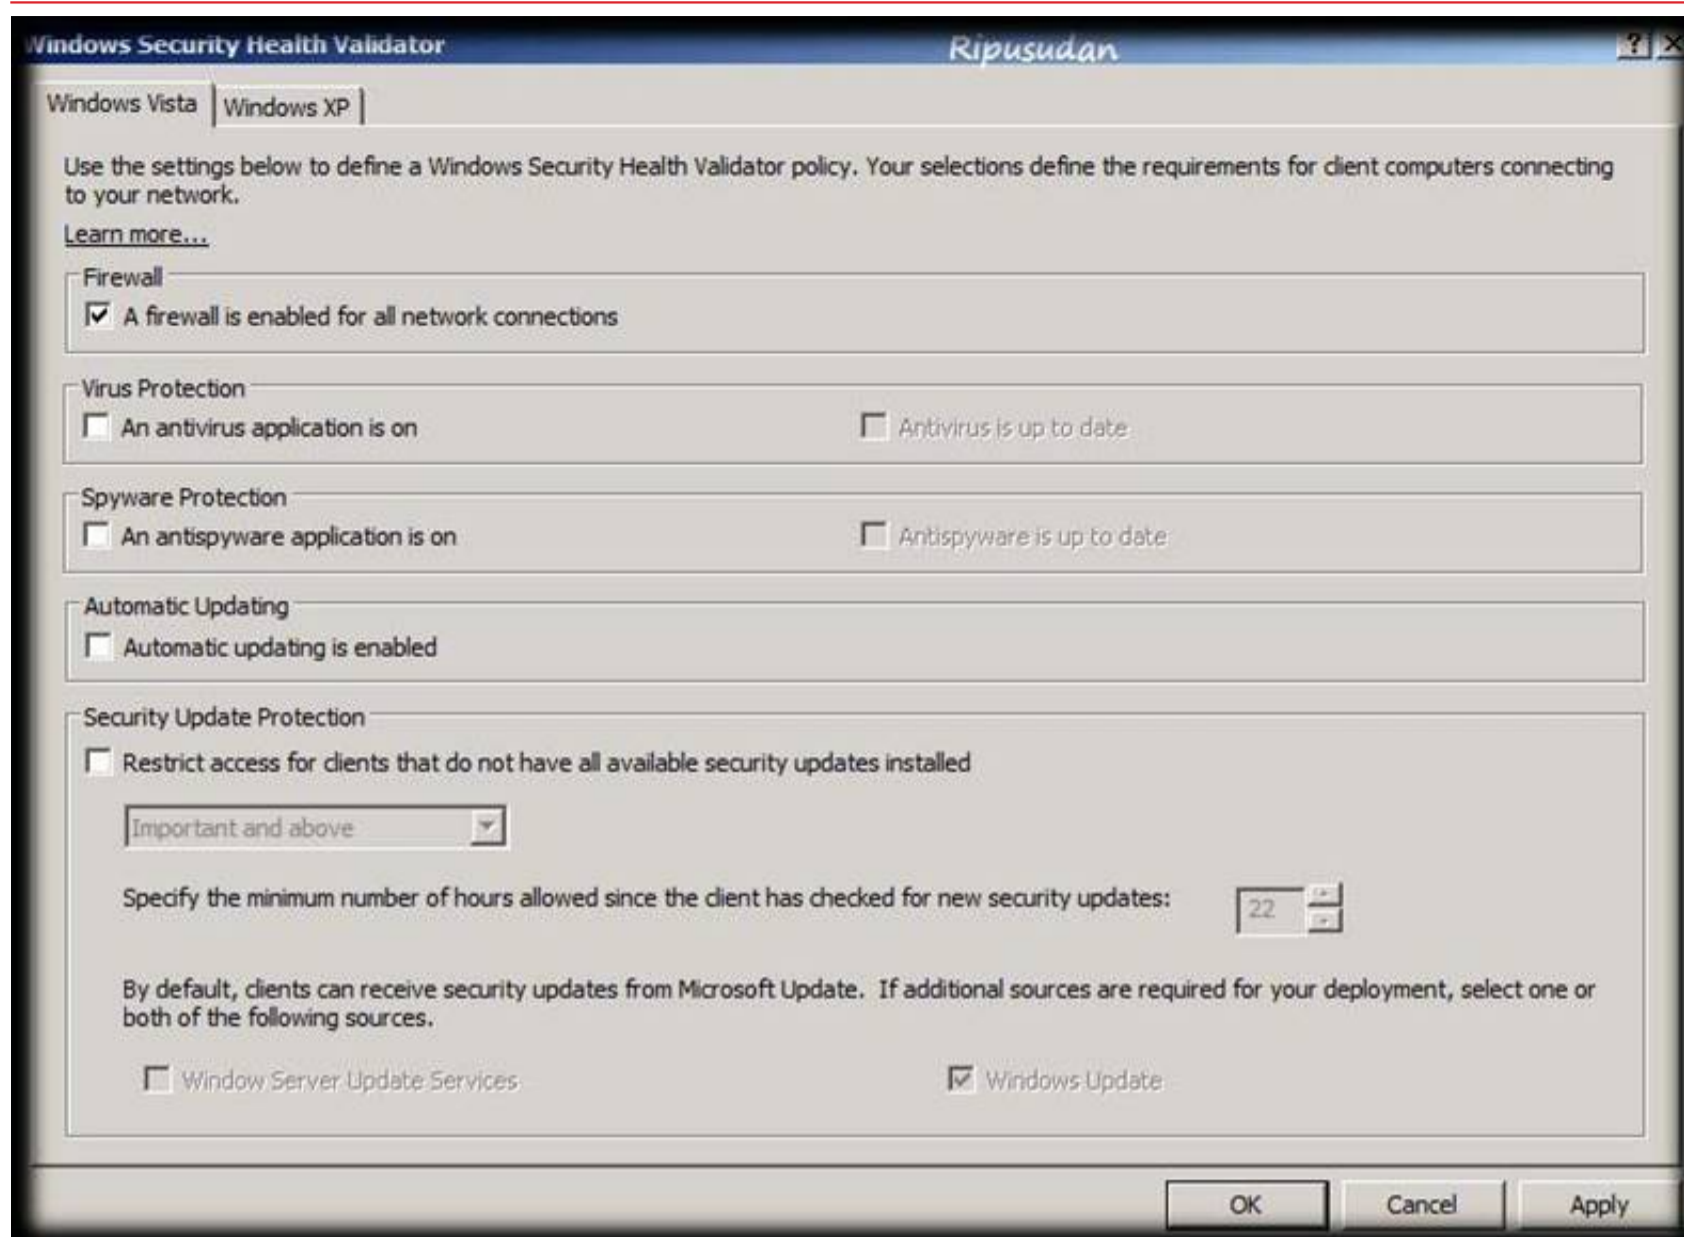 Windows Security Health Validator
Ripusudan
?
Windows Vista
Windows XP
Use the settings below to define a Windows Security Health Validator policy. Your selections define the requirements for client computers connecting
to your network.
Learn more...
Firewall
A firewall is enabled for all network connections
Virus Protection
An antivirus application is on
Antivirus is up to date
Spyware Protection
An antispyware application is on
Antispyware is up to date
Automatic Updating
Automatic updating is enabled
Security Update Protection
Restrict access for clients that do not have all available security updates installed
Important and above
Specify the minimum number of hours allowed since the client has checked for new security updates:
22
By default, clients can receive security updates from Microsoft Update. If additional sources are required for your deployment, select one or
both of the following sources.
Window Server Update Services
Windows Update
OK
Cancel
Apply